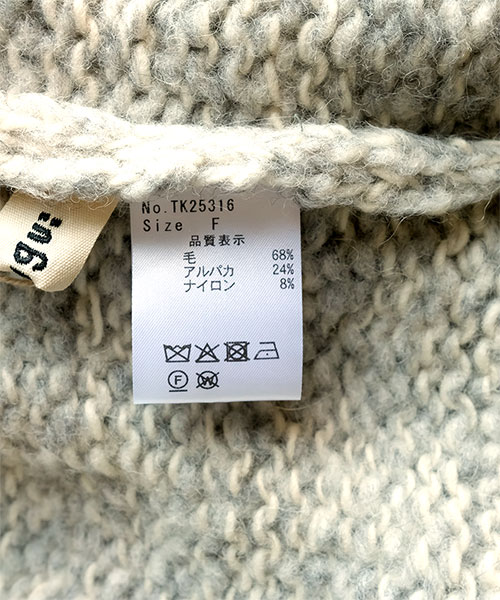 No.TK25316
Size F
品質表示
毛 68%
アルパカ 24%
ナイロン 8%
F
W